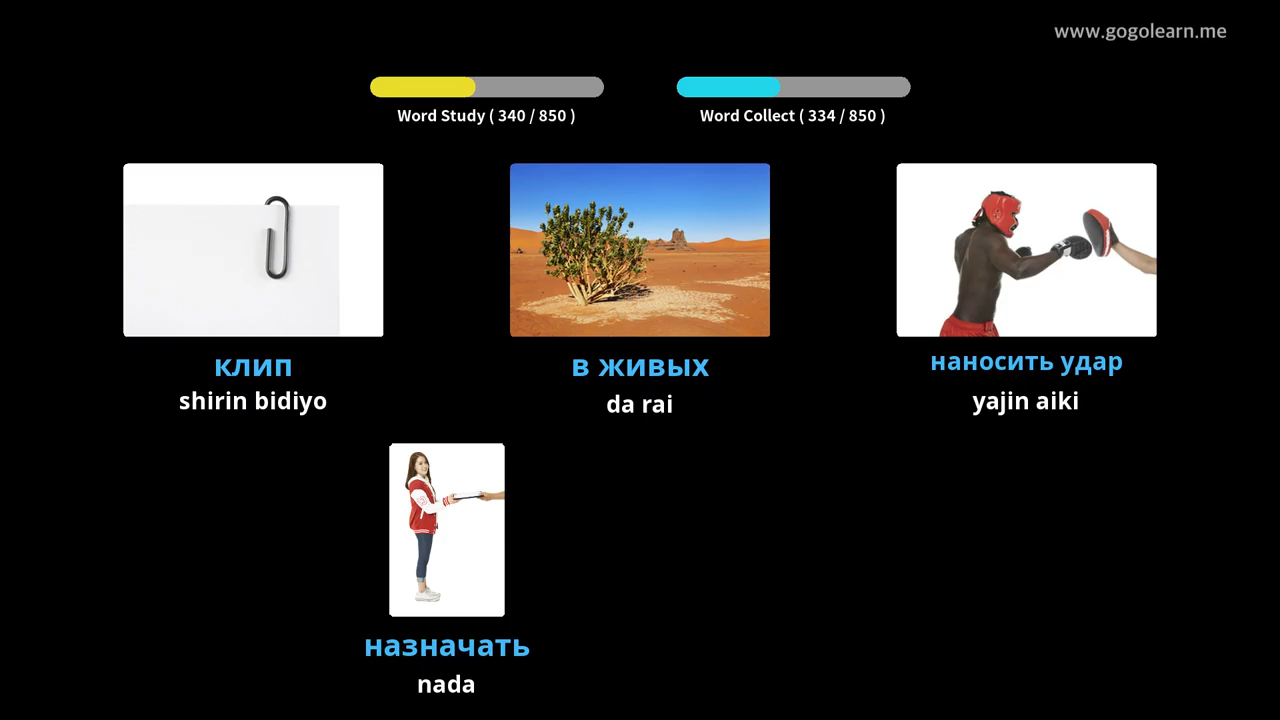 www.gogolearn.me
Word Study ( 340 / 850 )
Word Collect ( 334 / 850 )
клип
shirin bidiyo
в живых
da rai
наносить удар
yajin aiki
назначать
nada